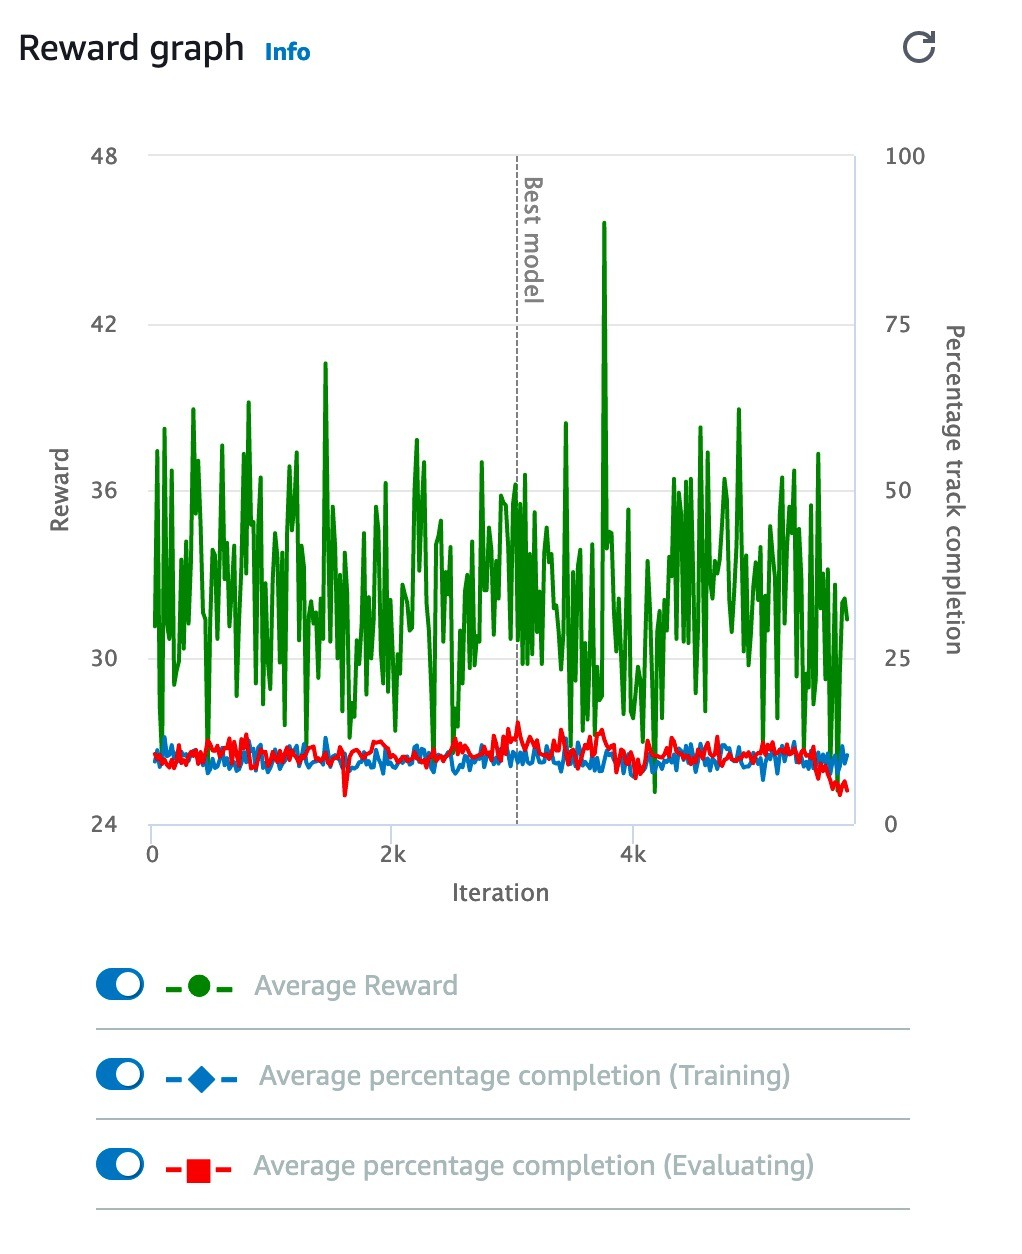 Reward graph Info
48
100
Best model
42
75
Reward
Percentage track completion
36
50
30
25
24
0
0
2k
4k
Iteration
Average Reward
Average percentage completion (Training)
Average percentage completion (Evaluating)